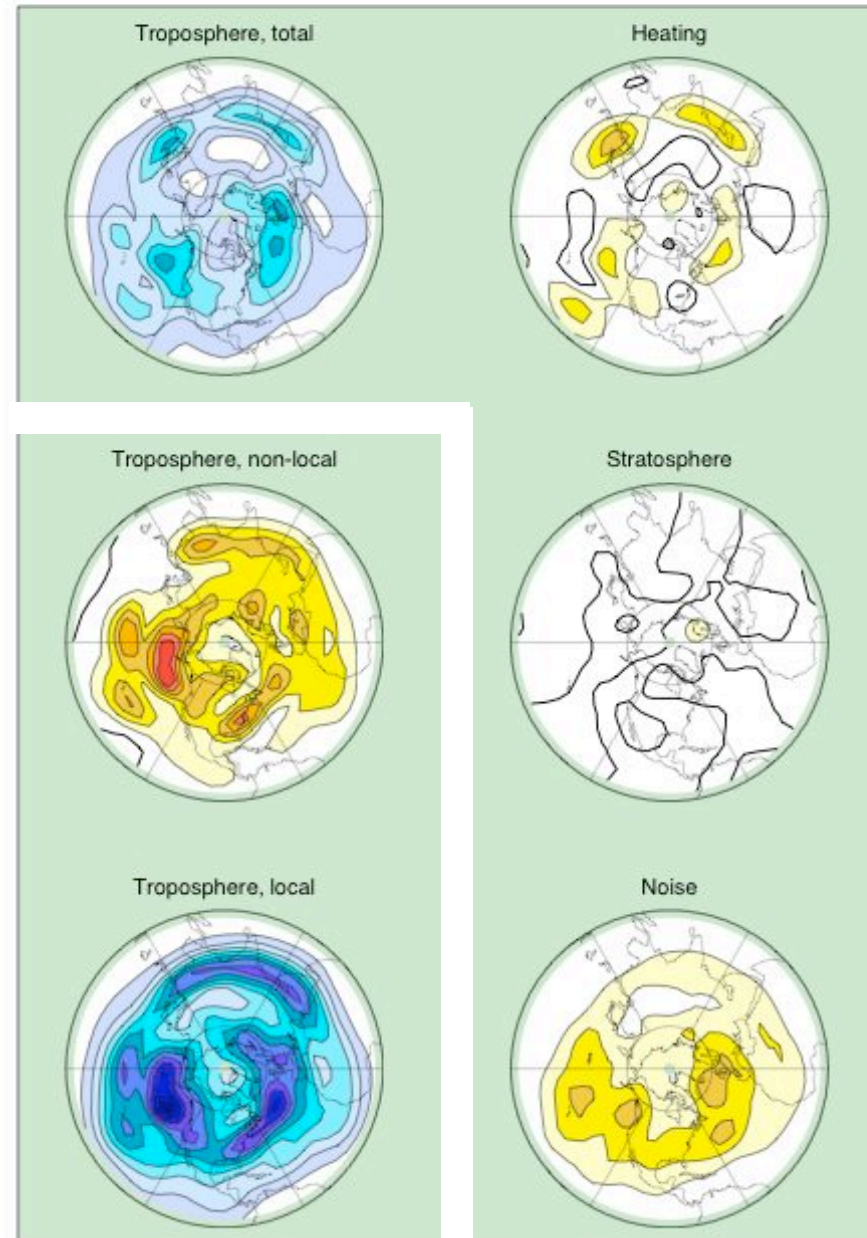 Troposphere, total
Heating
Troposphere, non-local
Stratosphere
Troposphere, local
Noise